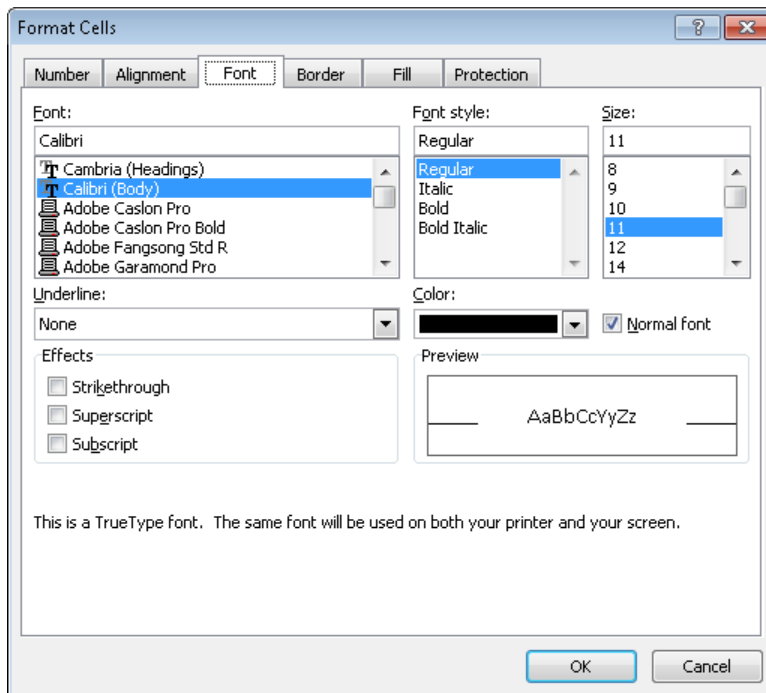 Format Cells
Number Alignment Font Border Fill Protection
Font: Font style: Size:
Calibri Regular 11
Cambria (Headings) Regular 8
Calibri (Body) Italic 9
Adobe Caslon Pro Bold 10
Adobe Caslon Pro Bold Bold Italic 11
Adobe Fangsong Std R 12
Adobe Garamond Pro 14
Underline: Color:
None Normal font
Effects Preview
Strikethrough
Superscript AaBbCcYyZz
Subscript
This is a TrueType font. The same font will be used on both your printer and your screen.
OK Cancel